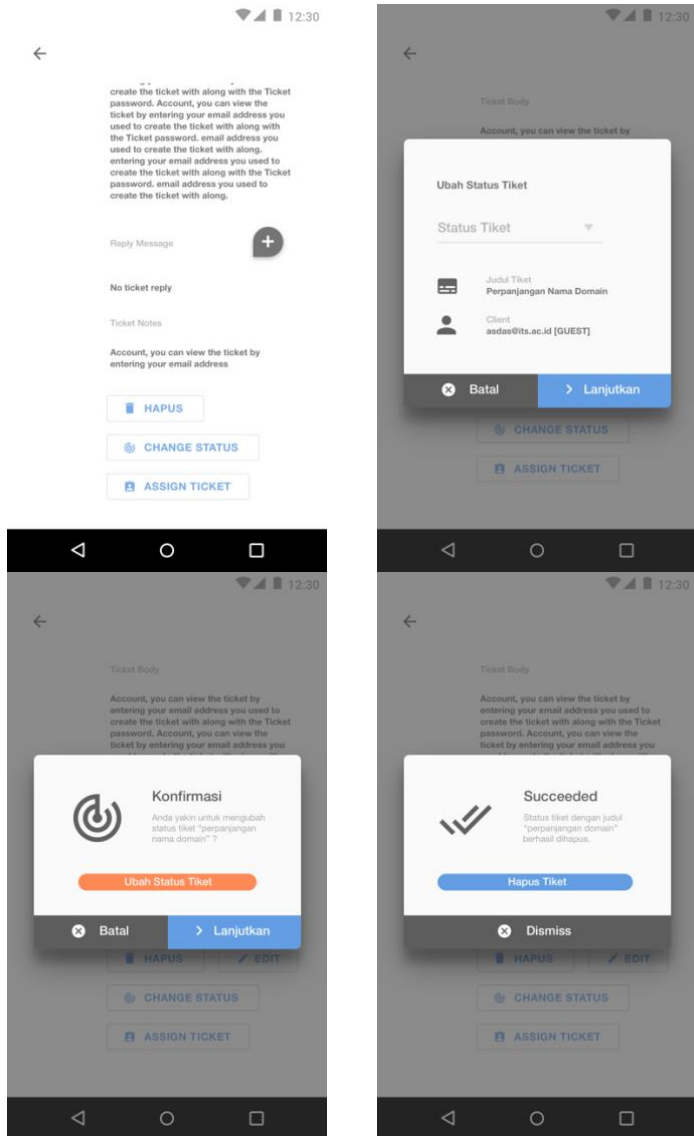 12:30
create the ticket with along with the Ticket
password. Account, you can view the
ticket by entering your email address you
used to create the ticket with along with
the Ticket password. email address you
used to create the ticket with along.
entering your email address you used to
create the ticket with along with the Ticket
password. email address you used to
create the ticket with along.
Reply Message
No ticket reply
Ticket Notes
Account, you can view the ticket by
entering your email address
HAPUS
CHANGE STATUS
ASSIGN TICKET
12:30
Ticket Body
Account, you can view the ticket by
Ubah Status Tiket
Status Tiket
Judul Tiket
Perpanjangan Nama Domain
Client
asdas@its.ac.id [GUEST]
Batal
Lanjutkan
CHANGE STATUS
ASSIGN TICKET
12:30
Ticket Body
Account, you can view the ticket by
entering your email address you used to
create the ticket with along with the Ticket
password. Account, you can view the
ticket by entering your email address you
Konfirmasi
Anda yakin untuk mengubah
status tiket "perpanjangan
nama domain" ?
Ubah Status Tiket
Batal
Lanjutkan
HAPUS
EDIT
CHANGE STATUS
ASSIGN TICKET
12:30
Ticket Body
Account, you can view the ticket by
entering your email address you used to
create the ticket with along with the Ticket
password. Account, you can view the
ticket by entering your email address you
Succeeded
Status tiket dengan judul
"perpanjangan domain"
berhasil dihapus.
Hapus Tiket
Dismiss
HAPUS
EDIT
CHANGE STATUS
ASSIGN TICKET